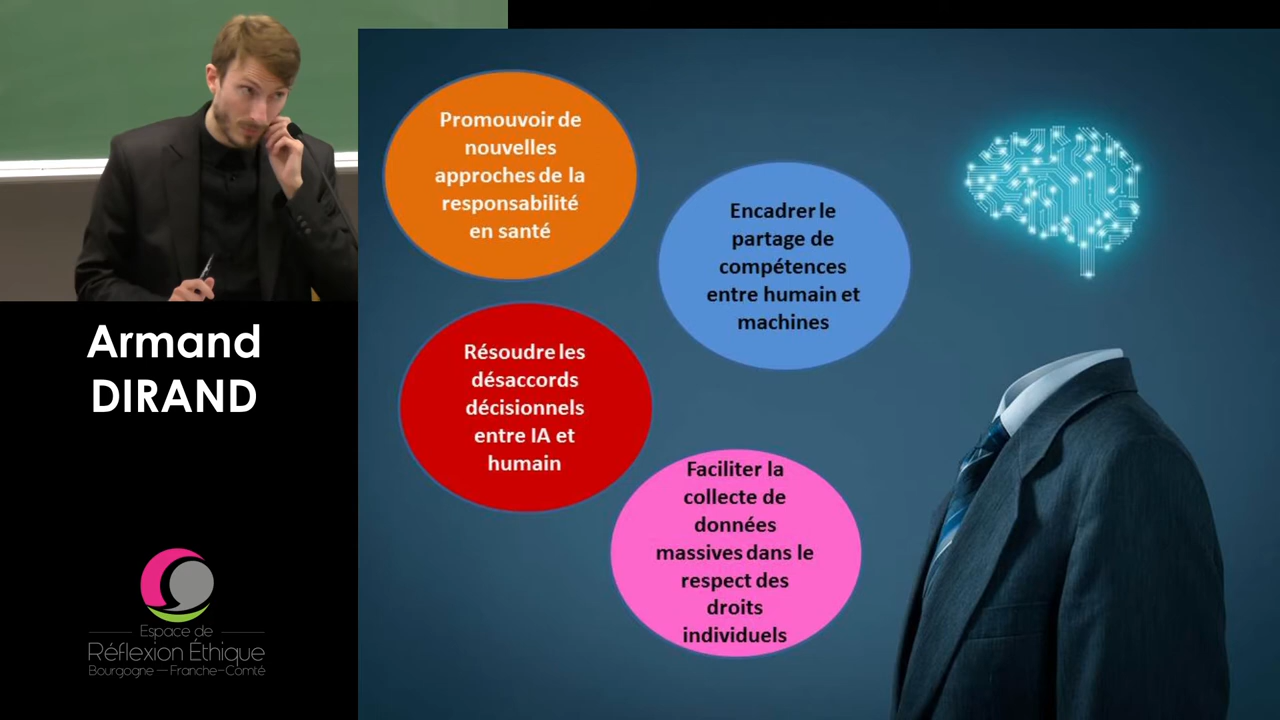 Armand
DIRAND
Espace de
Réflexion Éthique
Bourgogne — Franche-Comté
Promouvoir de
nouvelles
approches de la
responsabilité
en santé
Encadrer le
partage de
compétences
entre humain et
machines
Résoudre les
désaccords
décisionnels
entre IA et
humain
Faciliter la
collecte de
données
massives dans le
respect des
droits
individuels